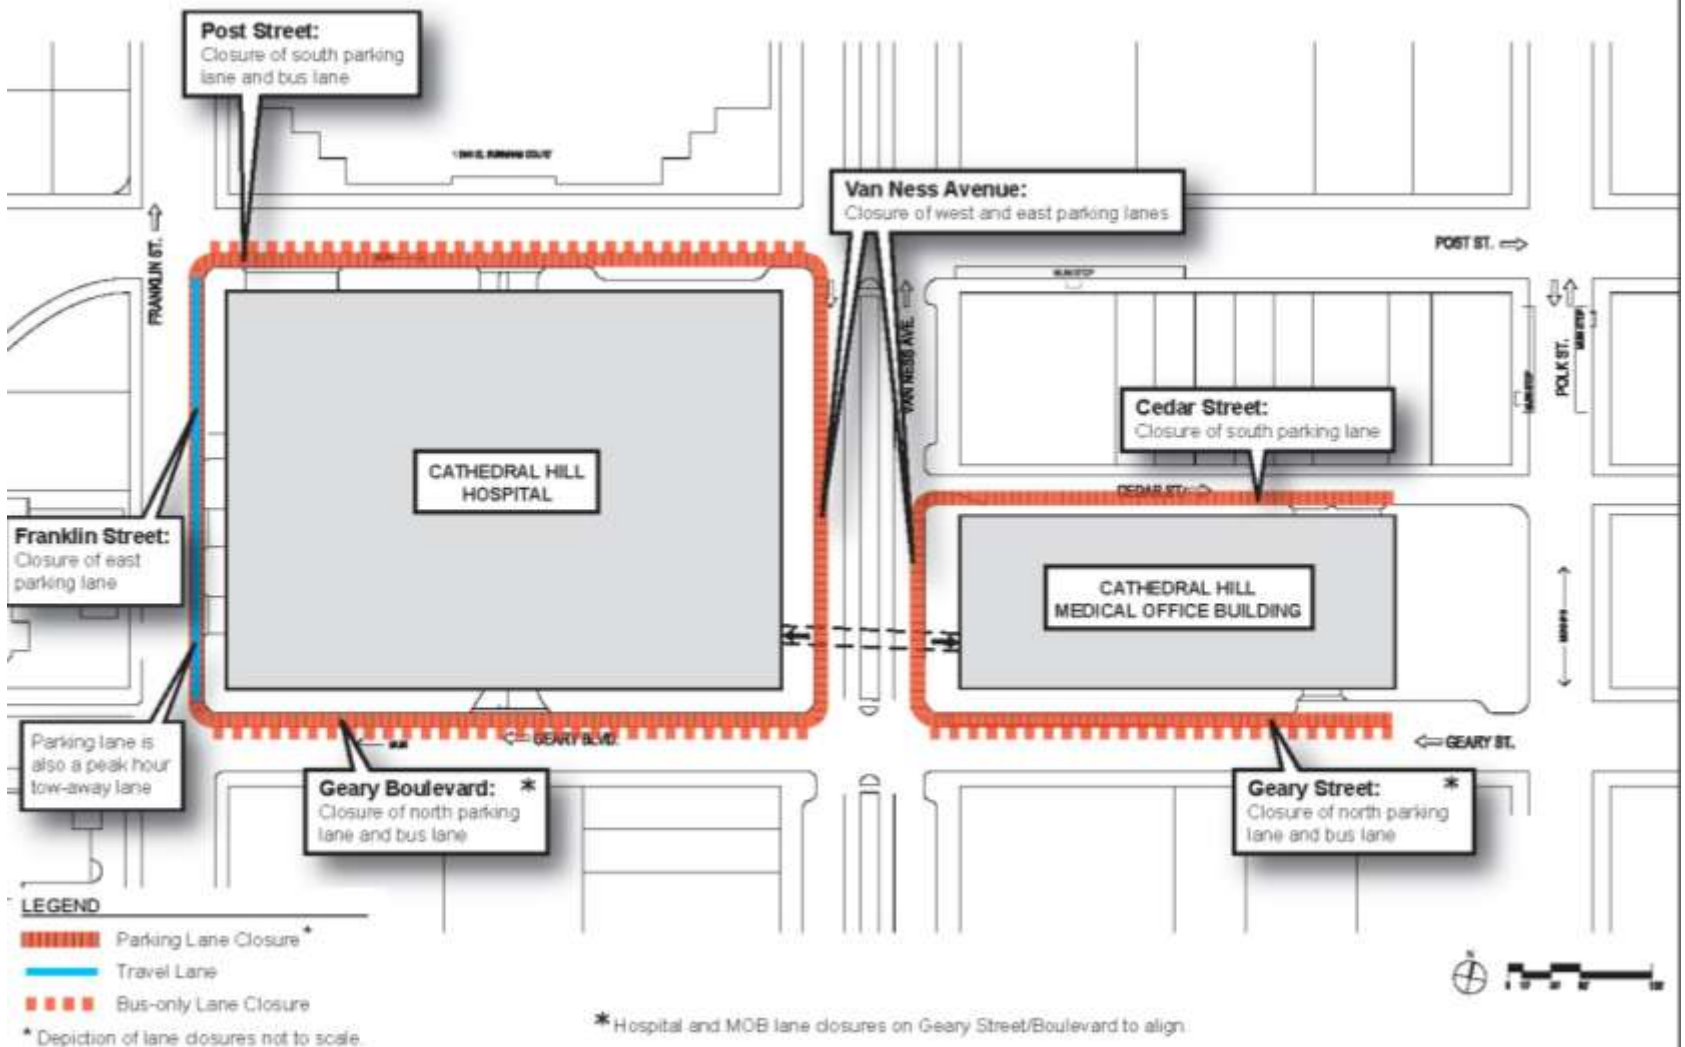 Post Street:
Closure of south parking
lane and bus lane
Van Ness Avenue:
Closure of west and east parking lanes
FRANKLIN ST.
POST ST.
VAN NESS AVE.
POLK ST.
Cedar Street:
Closure of south parking lane
CATHEDRAL HILL
HOSPITAL
CEDAR ST.
Franklin Street:
Closure of east
parking lane
CATHEDRAL HILL
MEDICAL OFFICE BUILDING
Parking lane is
also a peak hour
tow-away lane
GEARY BLVD.
GEARY ST.
Geary Boulevard: *
Closure of north parking
lane and bus lane
Geary Street: *
Closure of north parking
lane and bus lane
LEGEND
Parking Lane Closure *
Travel Lane
Bus-only Lane Closure
* Depiction of lane closures not to scale.
* Hospital and MOB lane closures on Geary Street/Boulevard to align
N